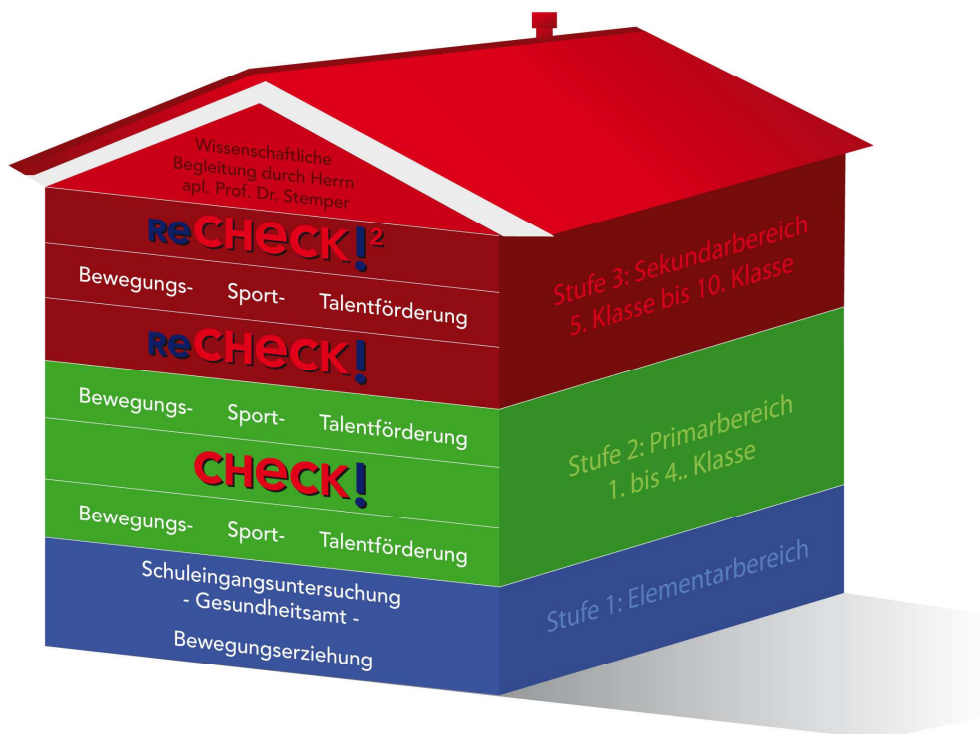 Wissenschaftliche
Begleitung durch Herrn
apl. Prof. Dr. Stemper
reCHeCK!²
Bewegungs- Sport- Talentförderung
reCHeCK!
Bewegungs- Sport- Talentförderung
CHeCK!
Bewegungs- Sport- Talentförderung
Schuleingangsuntersuchung
- Gesundheitsamt -
Bewegungserziehung
Stufe 3: Sekundarbereich
5. Klasse bis 10. Klasse
Stufe 2: Primarbereich
1. bis 4.. Klasse
Stufe 1: Elementarbereich